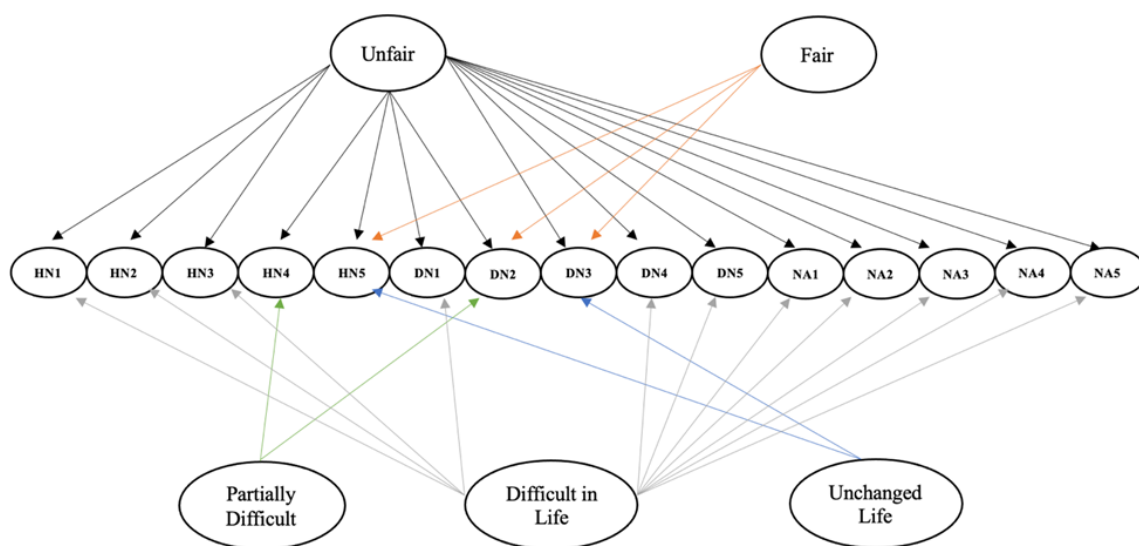 Unfair
Fair
HN1 HN2 HN3 HN4 HN5 DN1 DN2 DN3 DN4 DN5 NA1 NA2 NA3 NA4 NA5
Partially
Difficult
Difficult in
Life
Unchanged
Life